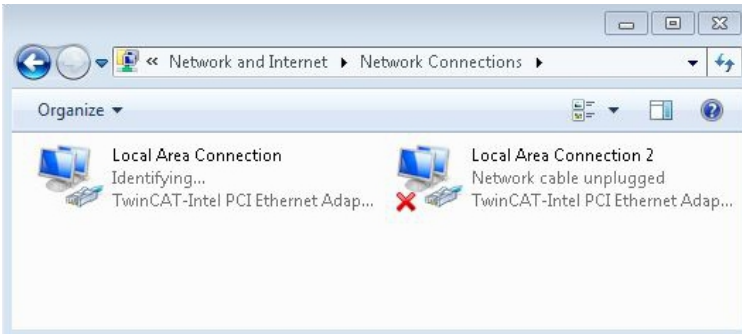 « Network and Internet ▸ Network Connections ▸
Organize
Local Area Connection
Identifying...
TwinCAT-Intel PCI Ethernet Adap...
Local Area Connection 2
Network cable unplugged
TwinCAT-Intel PCI Ethernet Adap...